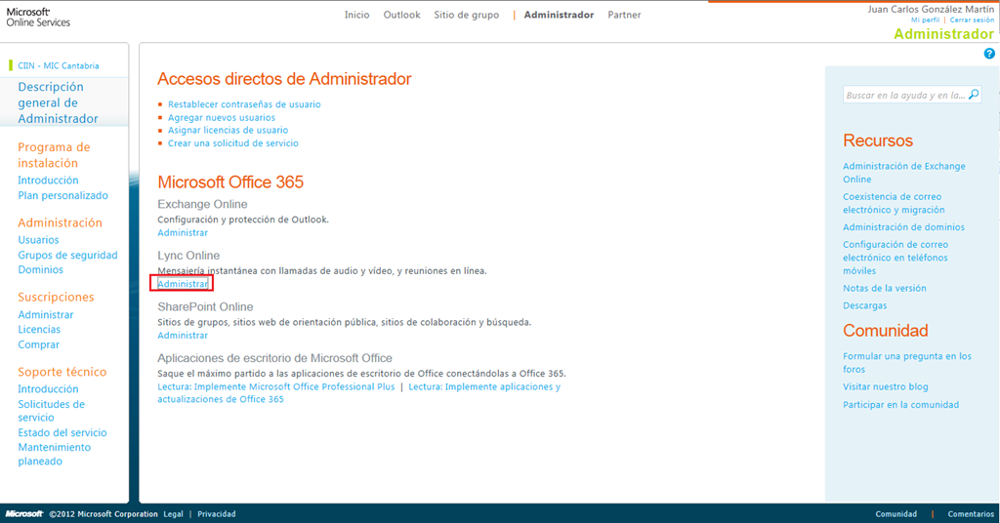 Microsoft
Online Services
Inicio Outlook Sitio de grupo | Administrador Partner
Juan Carlos González Martín
Mi perfil | Cerrar sesión
Administrador
CIIN - MIC Cantabria
Descripción
general de
Administrador
Programa de
instalación
Introducción
Plan personalizado
Administración
Usuarios
Grupos de seguridad
Dominios
Suscripciones
Administrar
Licencias
Comprar
Soporte técnico
Introducción
Solicitudes de
servicio
Estado del servicio
Mantenimiento
planeado
Accesos directos de Administrador
Restablecer contraseñas de usuario
Agregar nuevos usuarios
Asignar licencias de usuario
Crear una solicitud de servicio
Microsoft Office 365
Exchange Online
Configuración y protección de Outlook.
Administrar
Lync Online
Mensajería instantánea con llamadas de audio y vídeo, y reuniones en línea.
Administrar
SharePoint Online
Sitios de grupos, sitios web de orientación pública, sitios de colaboración y búsqueda.
Administrar
Aplicaciones de escritorio de Microsoft Office
Saque el máximo partido a las aplicaciones de escritorio de Office conectándolas a Office 365.
Lectura: Implemente Microsoft Office Professional Plus | Lectura: Implemente aplicaciones y
actualizaciones de Office 365
?
Buscar en la ayuda y en la...
Recursos
Administración de Exchange
Online
Coexistencia de correo
electrónico y migración
Administración de dominios
Configuración de correo
electrónico en teléfonos
móviles
Notas de la versión
Descargas
Comunidad
Formular una pregunta en los
foros
Visitar nuestro blog
Participar en la comunidad
Microsoft ©2012 Microsoft Corporation Legal | Privacidad
Comunidad | Comentarios